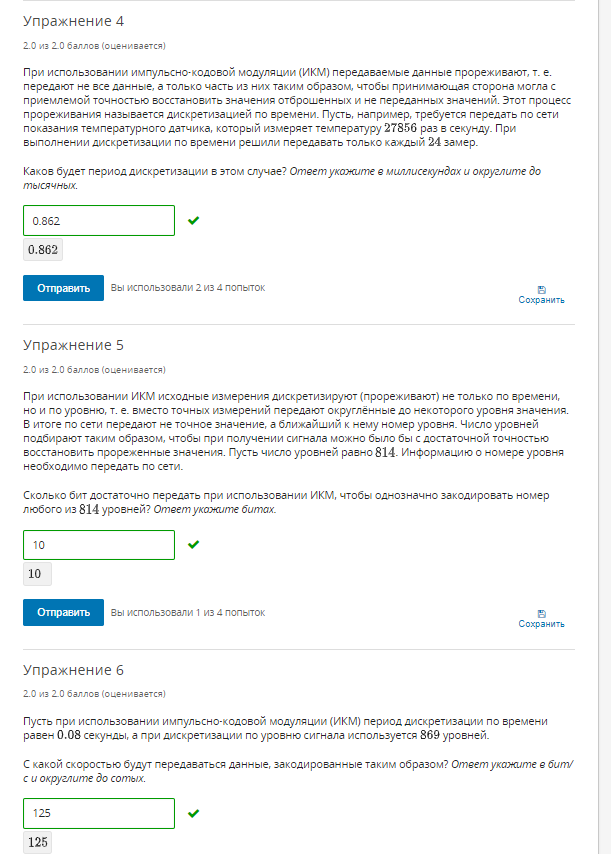 Упражнение 4
2.0 из 2.0 баллов (оценивается)
При использовании импульсно-кодовой модуляции (ИКМ) передаваемые данные прореживают, т. е.
передают не все данные, а только часть из них таким образом, чтобы принимающая сторона могла с
приемлемой точностью восстановить значения отброшенных и не переданных значений. Этот процесс
прореживания называется дискретизацией по времени. Пусть, например, требуется передать по сети
показания температурного датчика, который измеряет температуру 27856 раз в секунду. При
выполнении дискретизации по времени решили передавать только каждый 24 замер.
Каков будет период дискретизации в этом случае? Ответ укажите в миллисекундах и округлите до
тысячных.
0.862
0.862
Отправить Вы использовали 2 из 4 попыток
Сохранить
Упражнение 5
2.0 из 2.0 баллов (оценивается)
При использовании ИКМ исходные измерения дискретизируют (прореживают) не только по времени,
но и по уровню, т. е. вместо точных измерений передают округлённые до некоторого уровня значения.
В итоге по сети передают не точное значение, а ближайший к нему номер уровня. Число уровней
подбирают таким образом, чтобы при получении сигнала можно было бы с достаточной точностью
восстановить прореженные значения. Пусть число уровней равно 814. Информацию о номере уровня
необходимо передать по сети.
Сколько бит достаточно передать при использовании ИКМ, чтобы однозначно закодировать номер
любого из 814 уровней? Ответ укажите битах.
10
10
Отправить Вы использовали 1 из 4 попыток
Сохранить
Упражнение 6
2.0 из 2.0 баллов (оценивается)
Пусть при использовании импульсно-кодовой модуляции (ИКМ) период дискретизации по времени
равен 0.08 секунды, а при дискретизации по уровню сигнала используется 869 уровней.
С какой скоростью будут передаваться данные, закодированные таким образом? Ответ укажите в бит/
с и округлите до сотых.
125
125